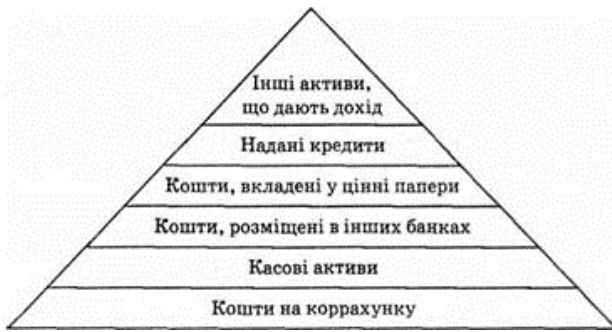 Інші активи,
що дають дохід
Надані кредити
Кошти, вкладені у цінні папери
Кошти, розміщені в інших банках
Касові активи
Кошти на коррахунку